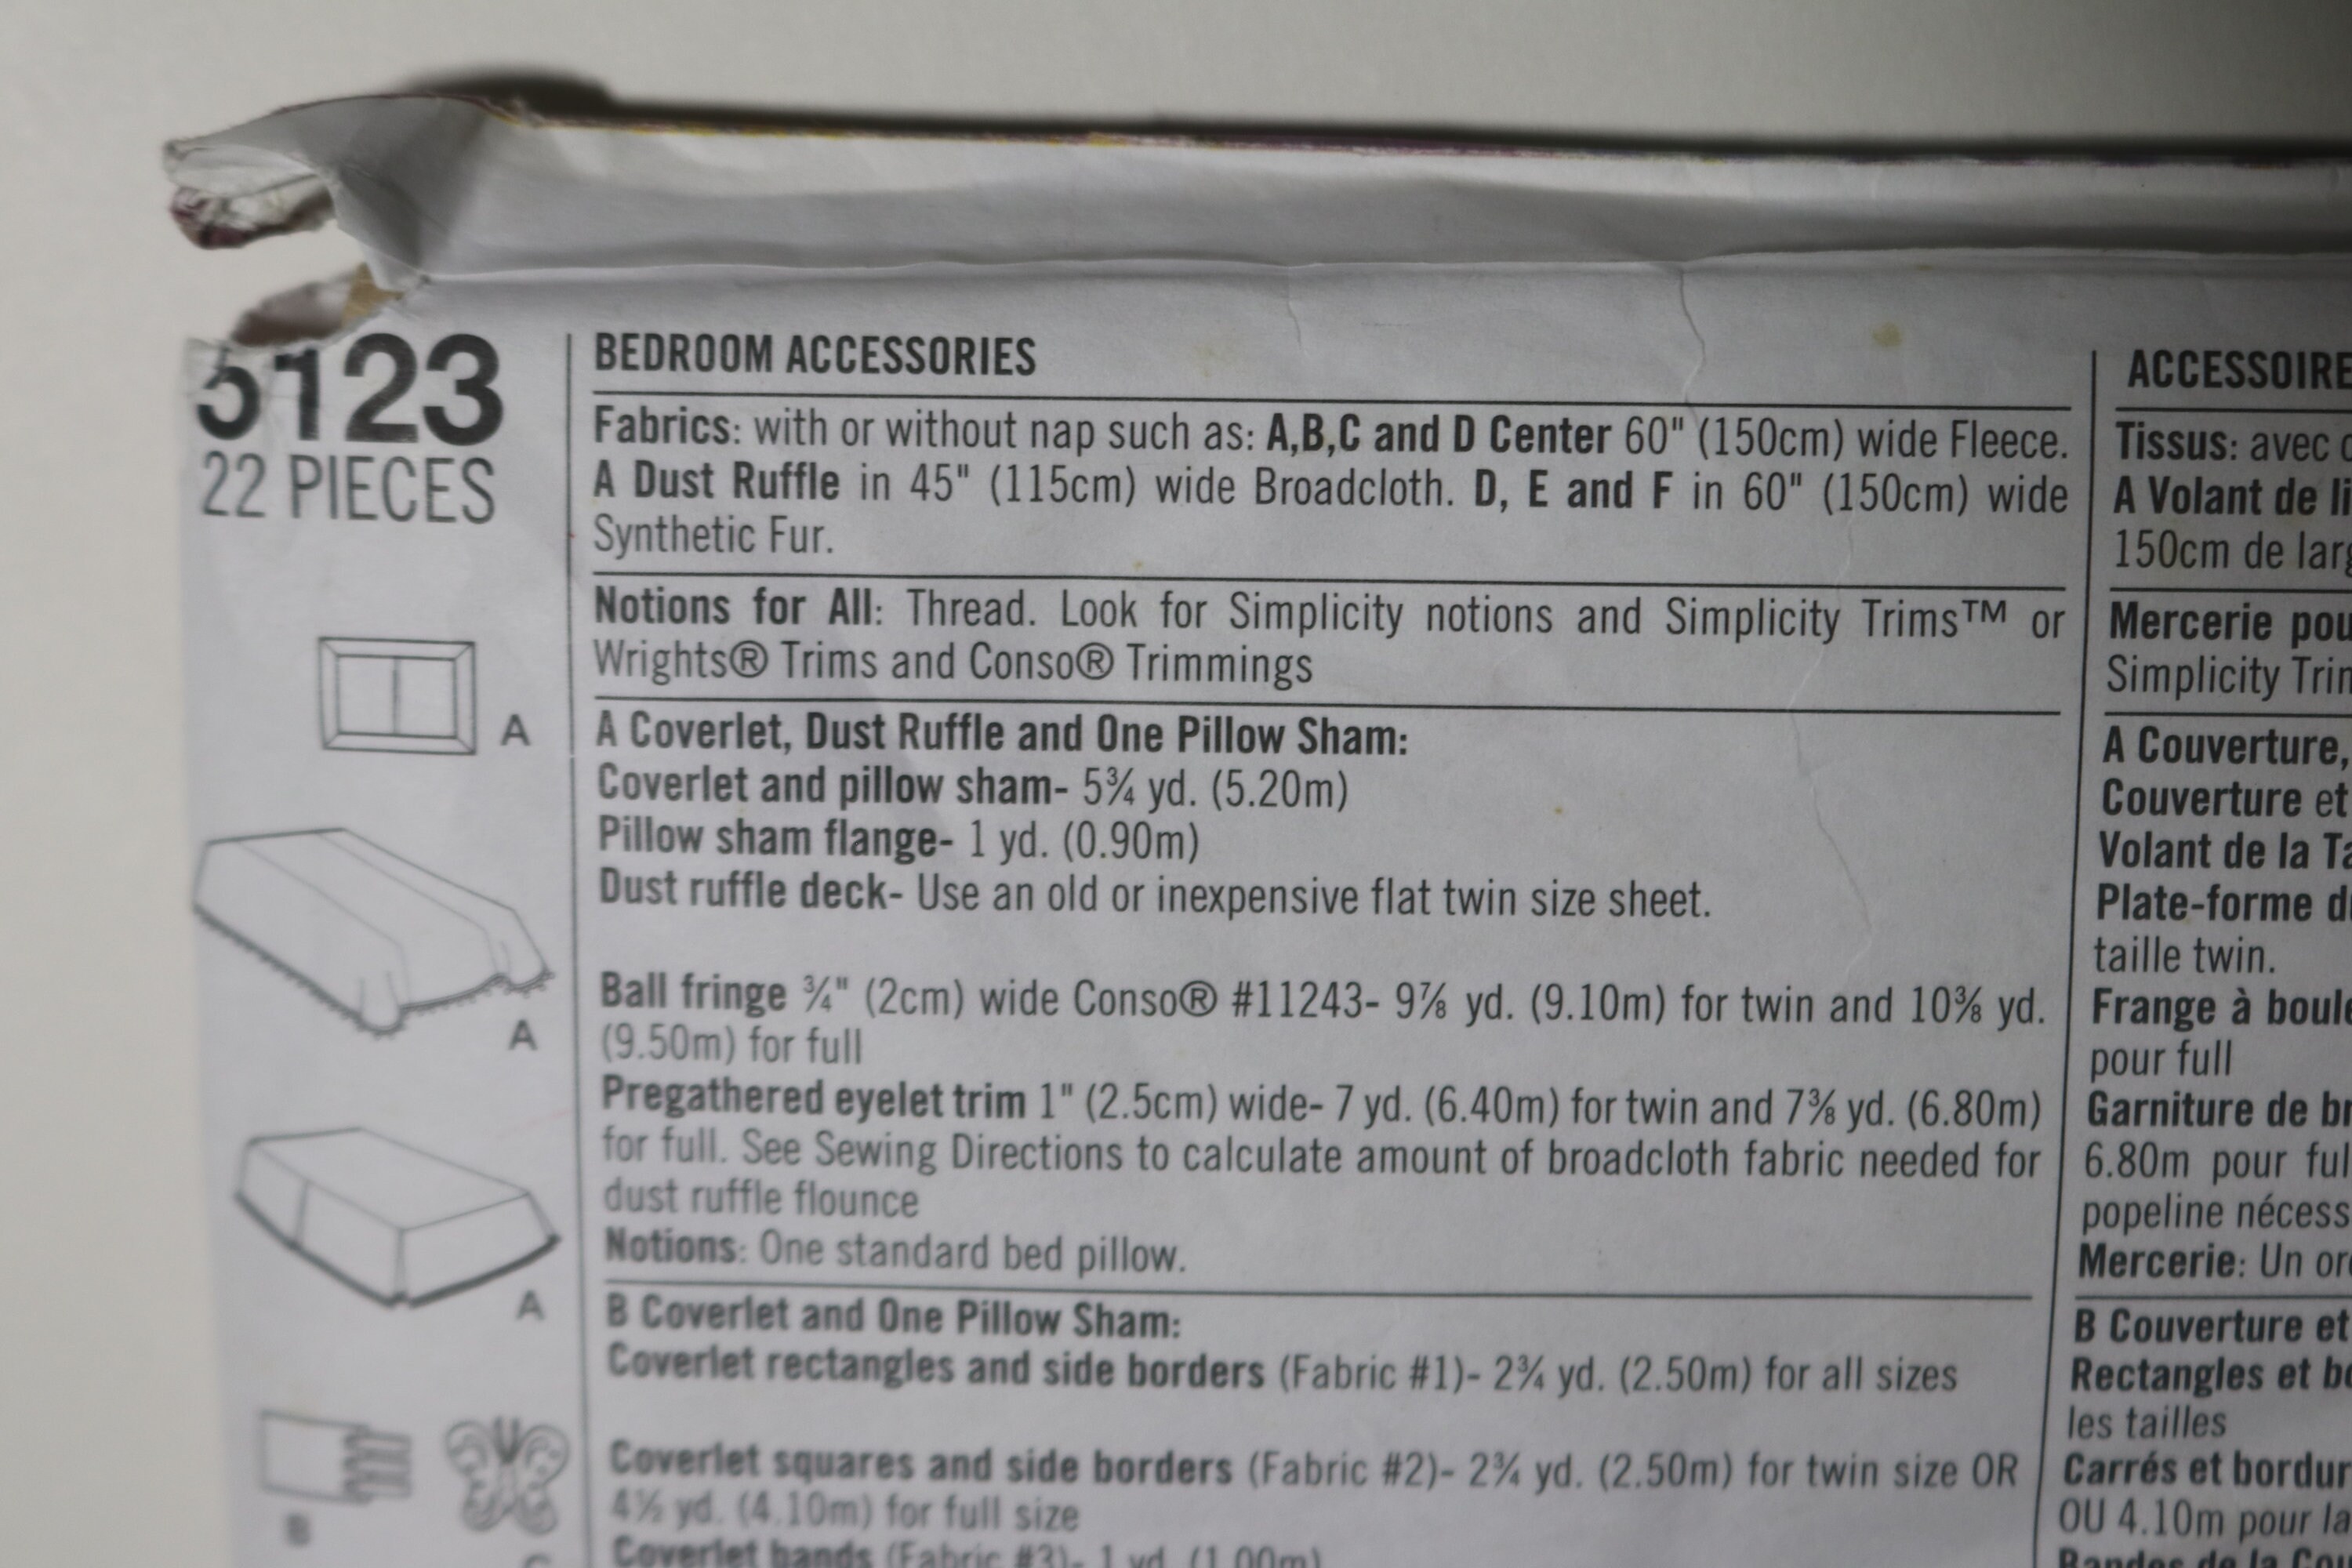 5123
22 PIECES
A
A
A
B
C
BEDROOM ACCESSORIES
Fabrics: with or without nap such as: A,B,C and D Center 60" (150cm) wide Fleece.
A Dust Ruffle in 45" (115cm) wide Broadcloth. D, E and F in 60" (150cm) wide
Synthetic Fur.
Notions for All: Thread. Look for Simplicity notions and Simplicity Trims™ or
Wrights® Trims and Conso® Trimmings
A Coverlet, Dust Ruffle and One Pillow Sham:
Coverlet and pillow sham- 5¾ yd. (5.20m)
Pillow sham flange- 1 yd. (0.90m)
Dust ruffle deck- Use an old or inexpensive flat twin size sheet.
Ball fringe ¾" (2cm) wide Conso® #11243- 9⅞ yd. (9.10m) for twin and 10⅜ yd.
(9.50m) for full
Pregathered eyelet trim 1" (2.5cm) wide- 7 yd. (6.40m) for twin and 7⅜ yd. (6.80m)
for full. See Sewing Directions to calculate amount of broadcloth fabric needed for
dust ruffle flounce
Notions: One standard bed pillow.
B Coverlet and One Pillow Sham:
Coverlet rectangles and side borders (Fabric #1)- 2¾ yd. (2.50m) for all sizes
Coverlet squares and side borders (Fabric #2)- 2¾ yd. (2.50m) for twin size OR
4½ yd. (4.10m) for full size
Coverlet bands (Fabric #3)- 1 yd. (1.00m)
ACCESSOIRE
Tissus: avec
A Volant de
150cm de
Mercerie
Simplicity
A Couverture,
Couverture et
Volant de la
Plate-forme
taille twin.
Frange à
pour full
Garniture de
6.80m pour
popeline
Mercerie: Un
B Couverture et
Rectangles et
les tailles
Carrés et
OU 4.10m pour la
Bandes de la